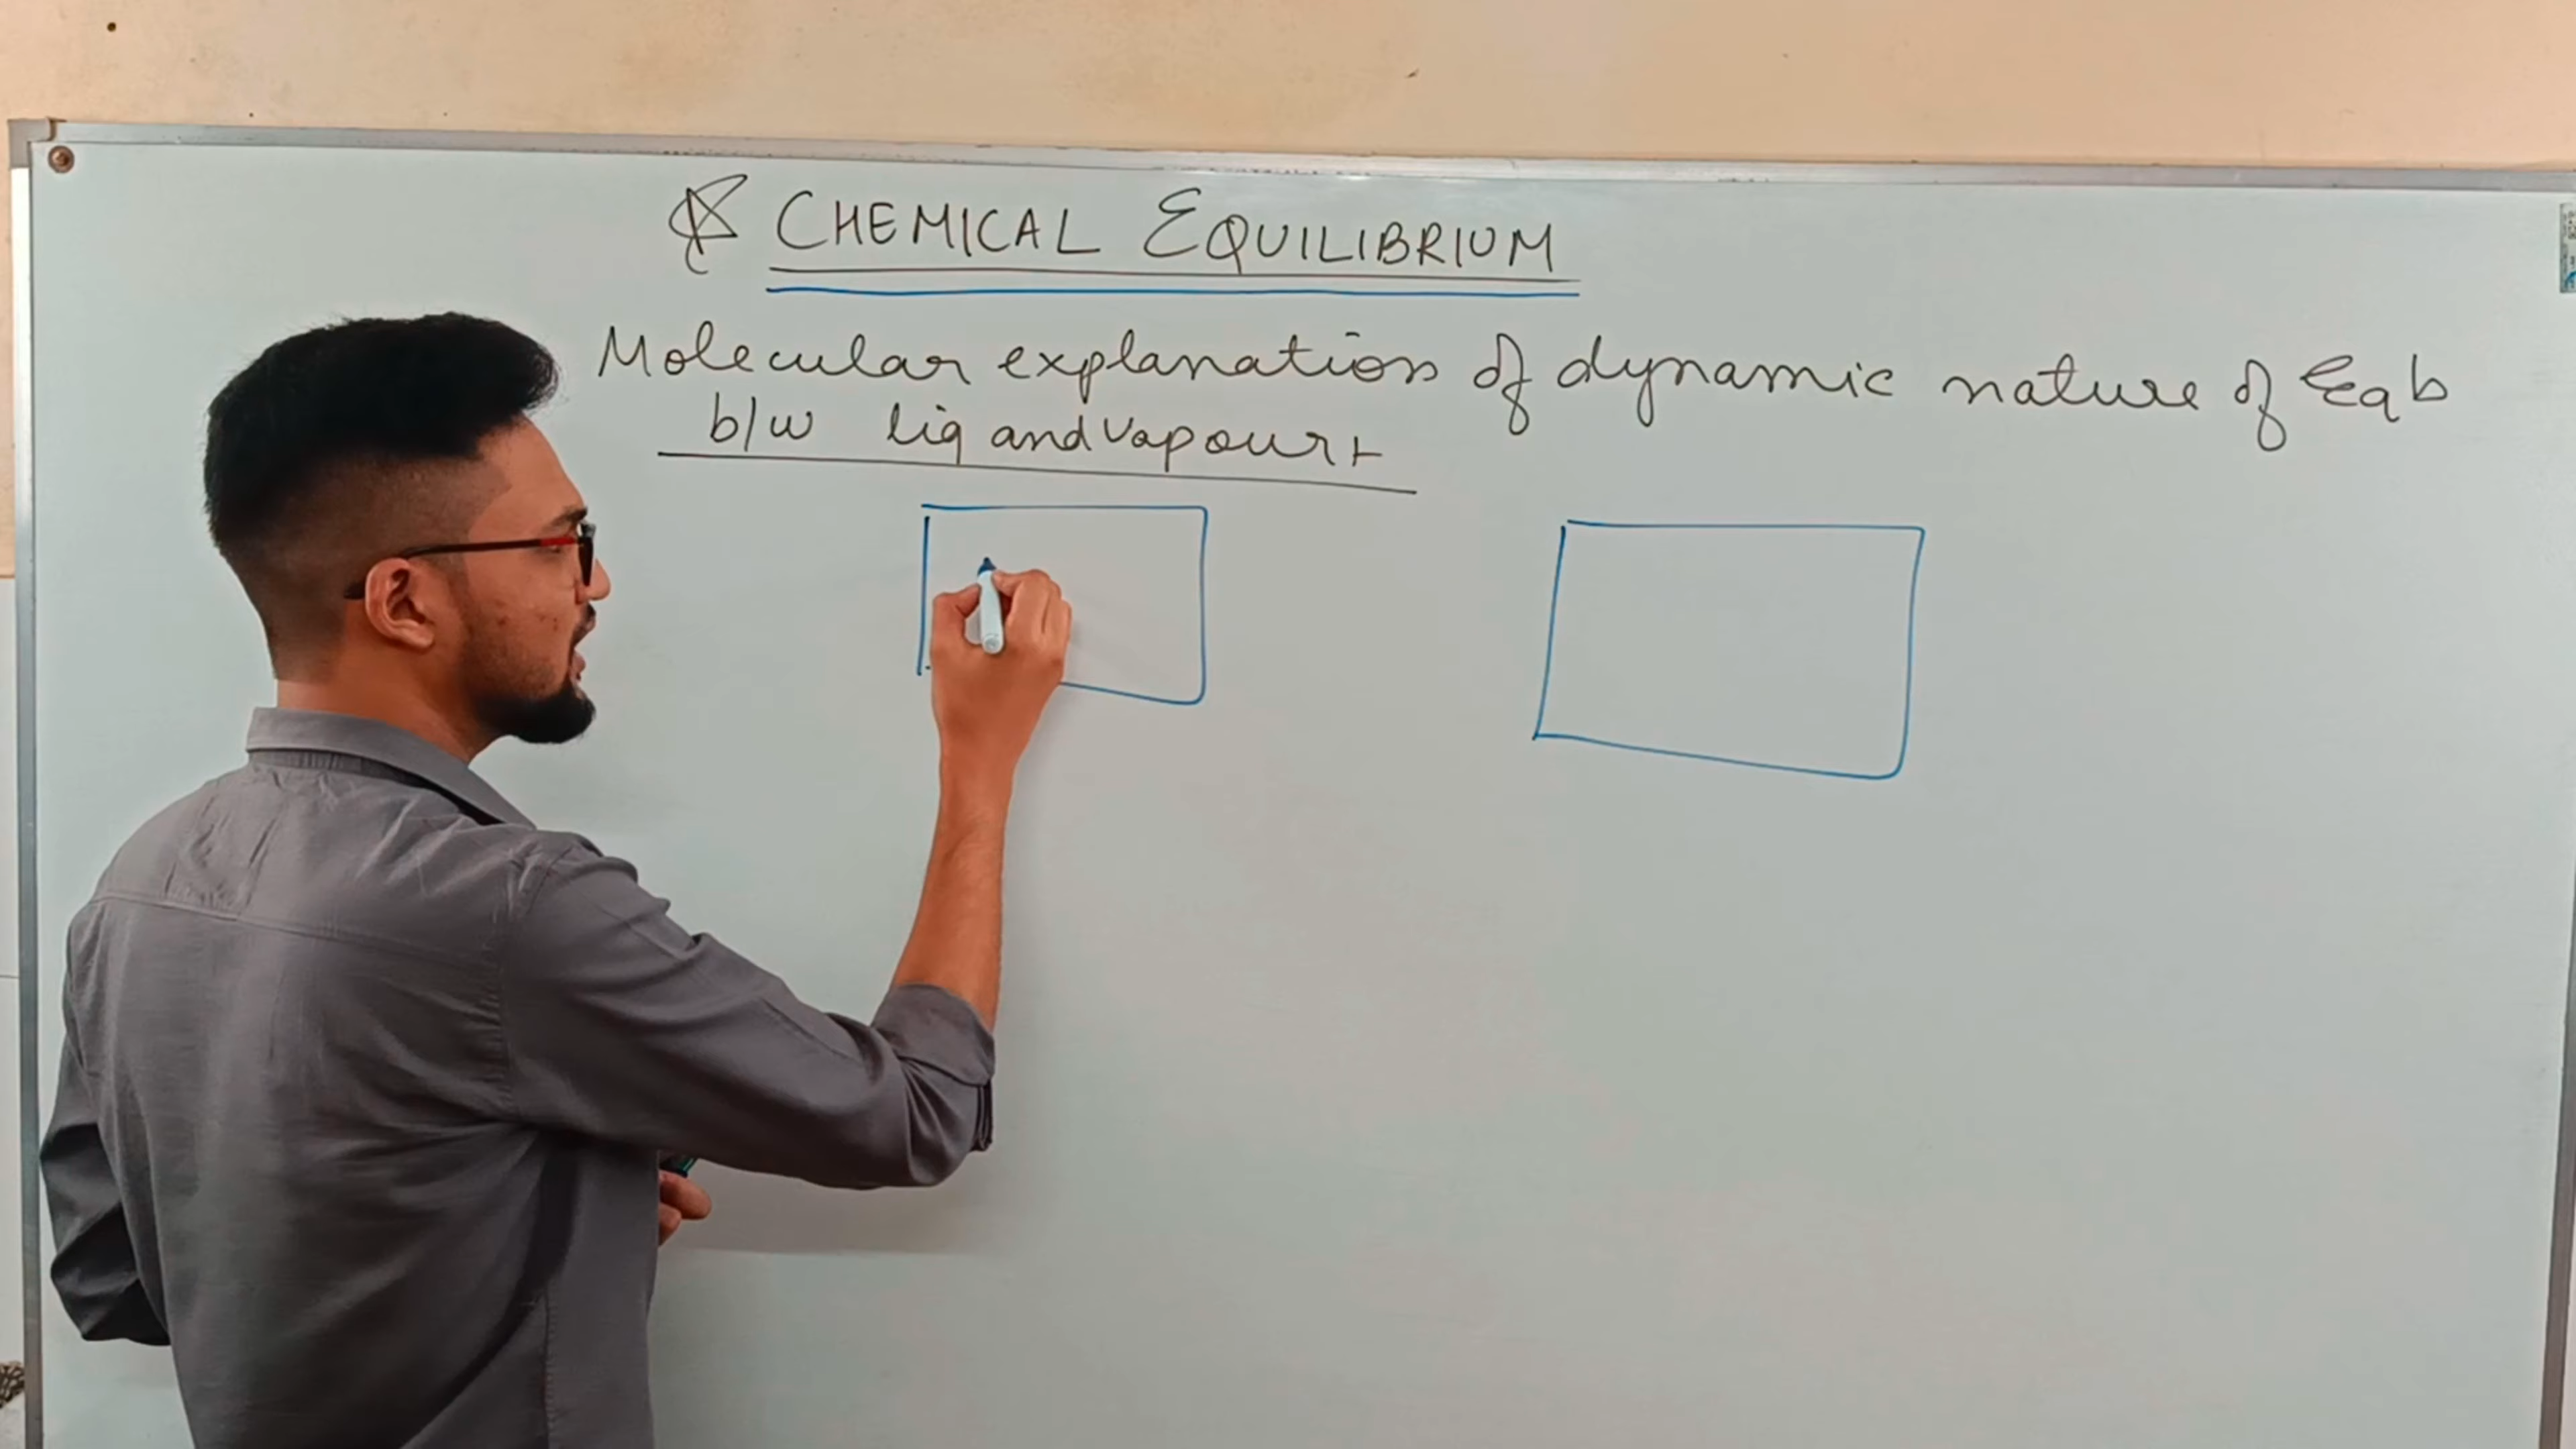 CHEMICAL EQUILIBRIUM
Molecular explanation of dynamic nature of Eqb
b/w liq and vapour